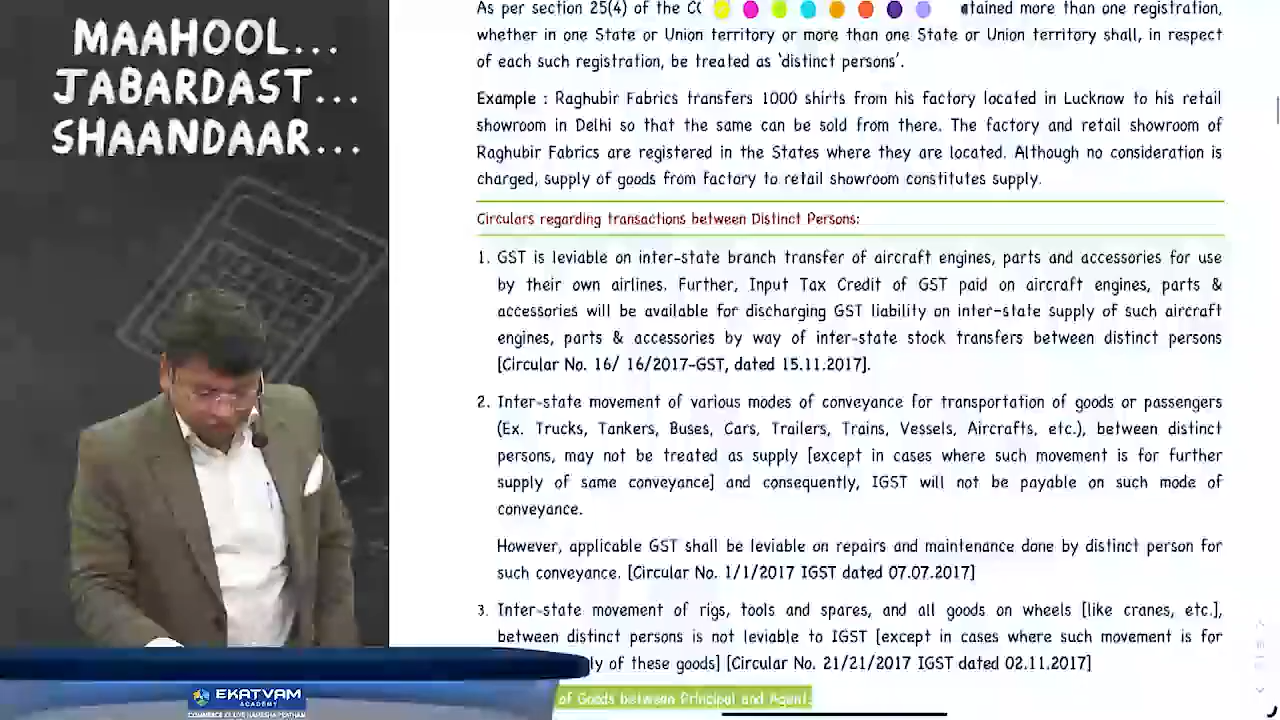 MAAHOOL...
JABARDAST...
SHAANDAAR...
As per section 25(4) of the tained more than one registration,
whether in one State or Union territory or more than one State or Union territory shall, in respect
of each such registration, be treated as 'distinct persons'.
Example : Raghubir Fabrics transfers 1000 shirts from his factory located in Lucknow to his retail
showroom in Delhi so that the same can be sold from there. The factory and retail showroom of
Raghubir Fabrics are registered in the States where they are located. Although no consideration is
charged, supply of goods from factory to retail showroom constitutes supply.
Circulars regarding transactions between Distinct Persons:
1. GST is leviable on inter-state branch transfer of aircraft engines, parts and accessories for use
by their own airlines. Further, Input Tax Credit of GST paid on aircraft engines, parts &
accessories will be available for discharging GST liability on inter-state supply of such aircraft
engines, parts & accessories by way of inter-state stock transfers between distinct persons
[Circular No. 16/ 16/2017-GST, dated 15.11.2017].
2. Inter-state movement of various modes of conveyance for transportation of goods or passengers
(Ex. Trucks, Tankers, Buses, Cars, Trailers, Trains, Vessels, Aircrafts, etc.), between distinct
persons, may not be treated as supply [except in cases where such movement is for further
supply of same conveyance] and consequently, IGST will not be payable on such mode of
conveyance.
However, applicable GST shall be leviable on repairs and maintenance done by distinct person for
such conveyance. [Circular No. 1/1/2017 IGST dated 07.07.2017]
3. Inter-state movement of rigs, tools and spares, and all goods on wheels [like cranes, etc.],
between distinct persons is not leviable to IGST [except in cases where such movement is for
ly of these goods] [Circular No. 21/21/2017 IGST dated 02.11.2017]
of Goods between Principal and Agent:
EKATVAM
ACADEMY